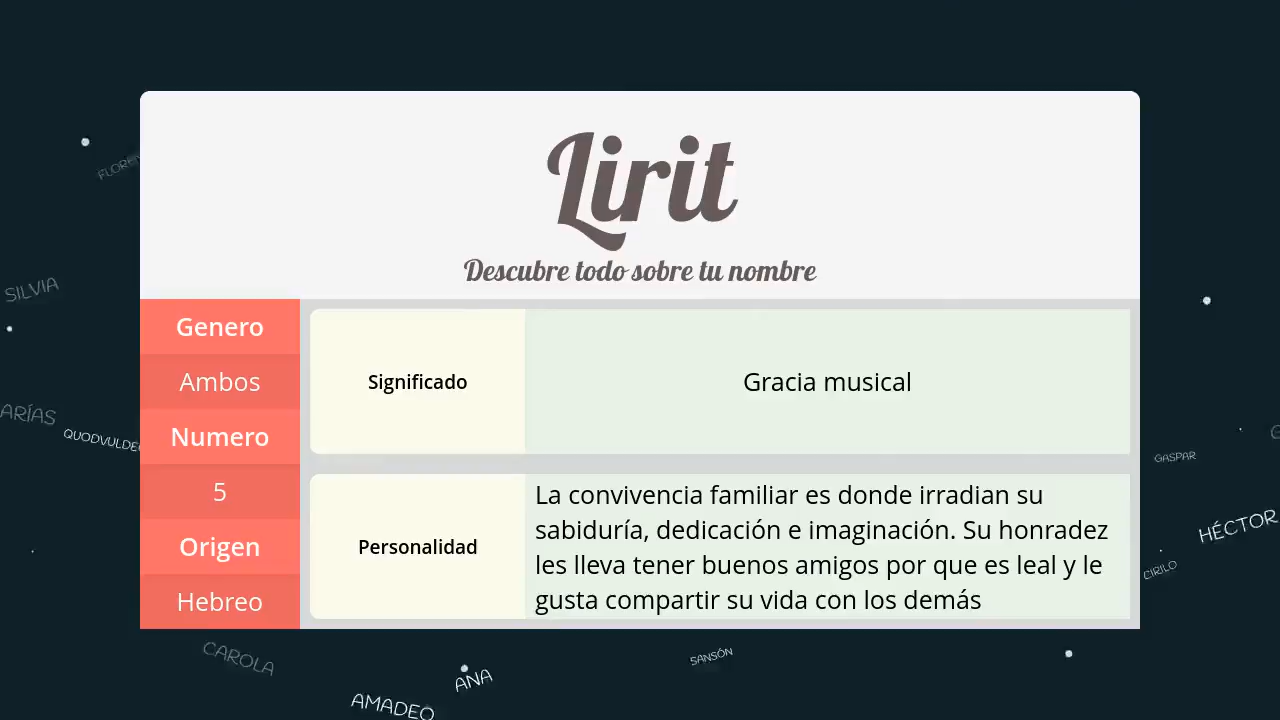 Lirit
Descubre todo sobre tu nombre
SILVIA
ARÍAS
Genero
Ambos
Numero
5
Origen
Hebreo
Significado
Gracia musical
Personalidad
La convivencia familiar es donde irradian su
sabiduría, dedicación e imaginación. Su honradez
les lleva tener buenos amigos por que es leal y le
gusta compartir su vida con los demás
GASPAR
HÉCTOR
CIRILO
CAROLA
AMADEO
ANA
SANSÓN